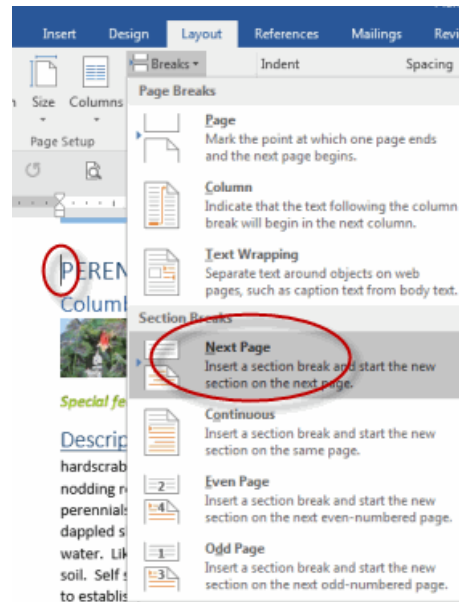 Insert Design Layout References Mailings
Breaks Indent Spacing
Size Columns
Page Setup
Page Breaks
Page
Mark the point at which one page ends
and the next page begins.
Column
Indicate that the text following the column
break will begin in the next column.
Text Wrapping
Separate text around objects on web
pages, such as caption text from body text.
Section Breaks
Next Page
Insert a section break and start the new
section on the next page.
Continuous
Insert a section break and start the new
section on the same page.
Even Page
Insert a section break and start the new
section on the next even-numbered page.
Odd Page
Insert a section break and start the new
section on the next odd-numbered page.
PEREN
Colum
Special fe
Descrip
hardscrab
nodding r
perennials
dappled s
water. Lik
soil. Self s
to establis